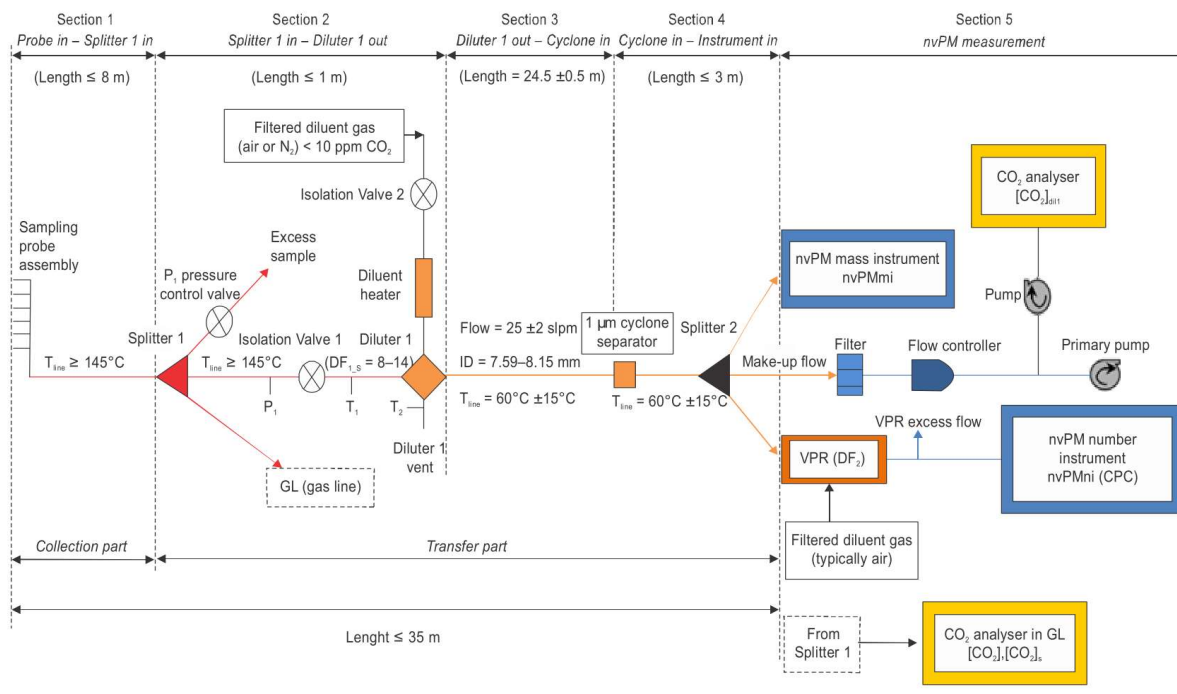 Section 1
Probe in – Splitter 1 in
(Length ≤ 8 m)
Section 2
Splitter 1 in – Diluter 1 out
(Length ≤ 1 m)
Section 3
Diluter 1 out – Cyclone in
(Length = 24.5 ±0.5 m)
Section 4
Cyclone in – Instrument in
(Length ≤ 3 m)
Section 5
nvPM measurement
Filtered diluent gas
(air or N₂) < 10 ppm CO₂
Isolation Valve 2
CO₂ analyser
[CO₂]dil1
Sampling
probe
assembly
Excess
sample
P₁ pressure
control valve
Diluent
heater
nvPM mass instrument
nvPMmi
Pump
Splitter 1
Isolation Valve 1
Diluter 1
Flow = 25 ±2 slpm
1 µm cyclone
separator
Splitter 2
Filter
Flow controller
Primary pump
Tline ≥ 145°C
Tline ≥ 145°C
(DF1_S = 8–14)
ID = 7.59–8.15 mm
Make-up flow
P₁
T₁
T₂
Tline = 60°C ±15°C
Tline = 60°C ±15°C
Diluter 1
vent
VPR excess flow
VPR (DF₂)
nvPM number
instrument
nvPMni (CPC)
GL (gas line)
Filtered diluent gas
(typically air)
Collection part
Transfer part
Lenght ≤ 35 m
From
Splitter 1
CO₂ analyser in GL
[CO₂],[CO₂]s